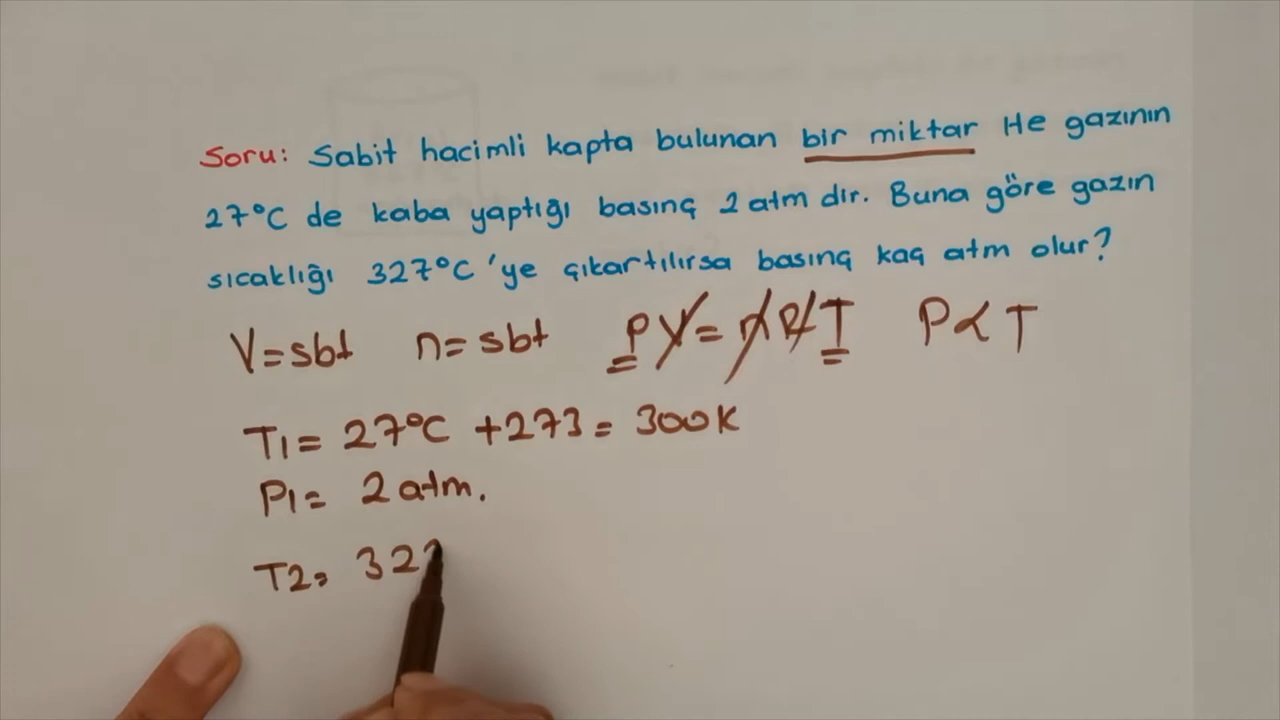 Soru: Sabit hacimli kapta bulunan bir miktar He gazının
27°C de kaba yaptığı basınç 2 atm dir. Buna göre gazın
sıcaklığı 327°C'ye çıkartılırsa basınç kaç atm olur?
V=sbt n=sbt PV=nRT P∝T
T1= 27°C +273= 300K
P1= 2 atm.
T2= 32